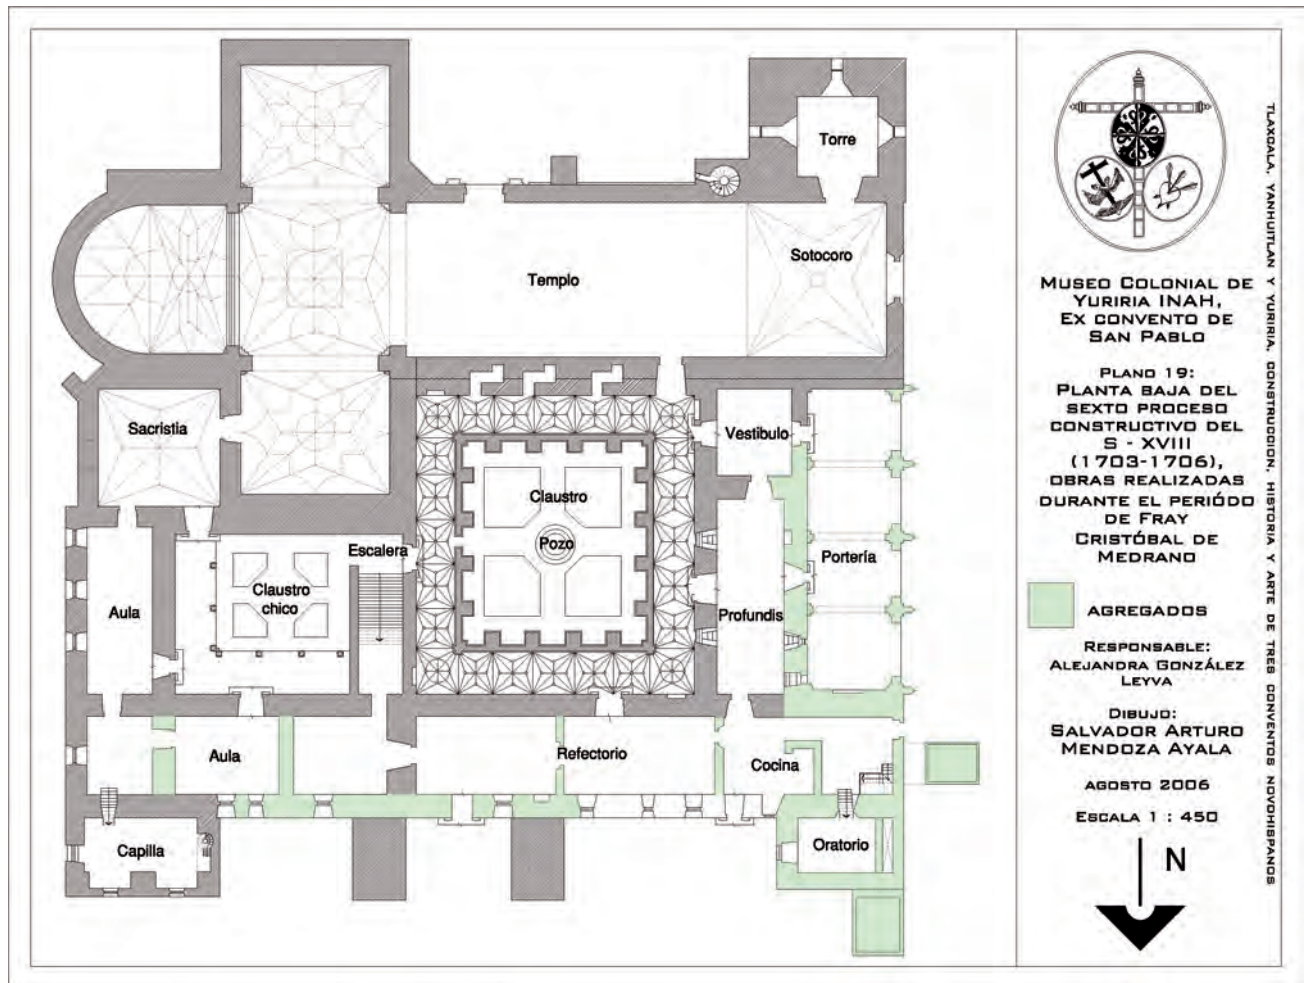 Torre
Sotocoro
Templo
Sacristia
Vestibulo
Claustro
Pozo
Escalera
Portería
Claustro
chico
Aula
Profundis
Aula
Refectorio
Cocina
Capilla
Oratorio
MUSEO COLONIAL DE
YURIRIA INAH,
EX CONVENTO DE
SAN PABLO
PLANO 19:
PLANTA BAJA DEL
SEXTO PROCESO
CONSTRUCTIVO DEL
S - XVIII
(1703-1706),
OBRAS REALIZADAS
DURANTE EL PERIÓDO
DE FRAY
CRISTÓBAL DE
MEDRANO
AGREGADOS
RESPONSABLE:
ALEJANDRA GONZÁLEZ
LEYVA
DIBUJO:
SALVADOR ARTURO
MENDOZA AYALA
AGOSTO 2006
ESCALA 1 : 450
N
TLAXCALA, YANHUITLAN Y YURIRIA. CONSTRUCCION, HISTORIA Y ARTE DE TRES CONVENTOS NOVOHISPANOS